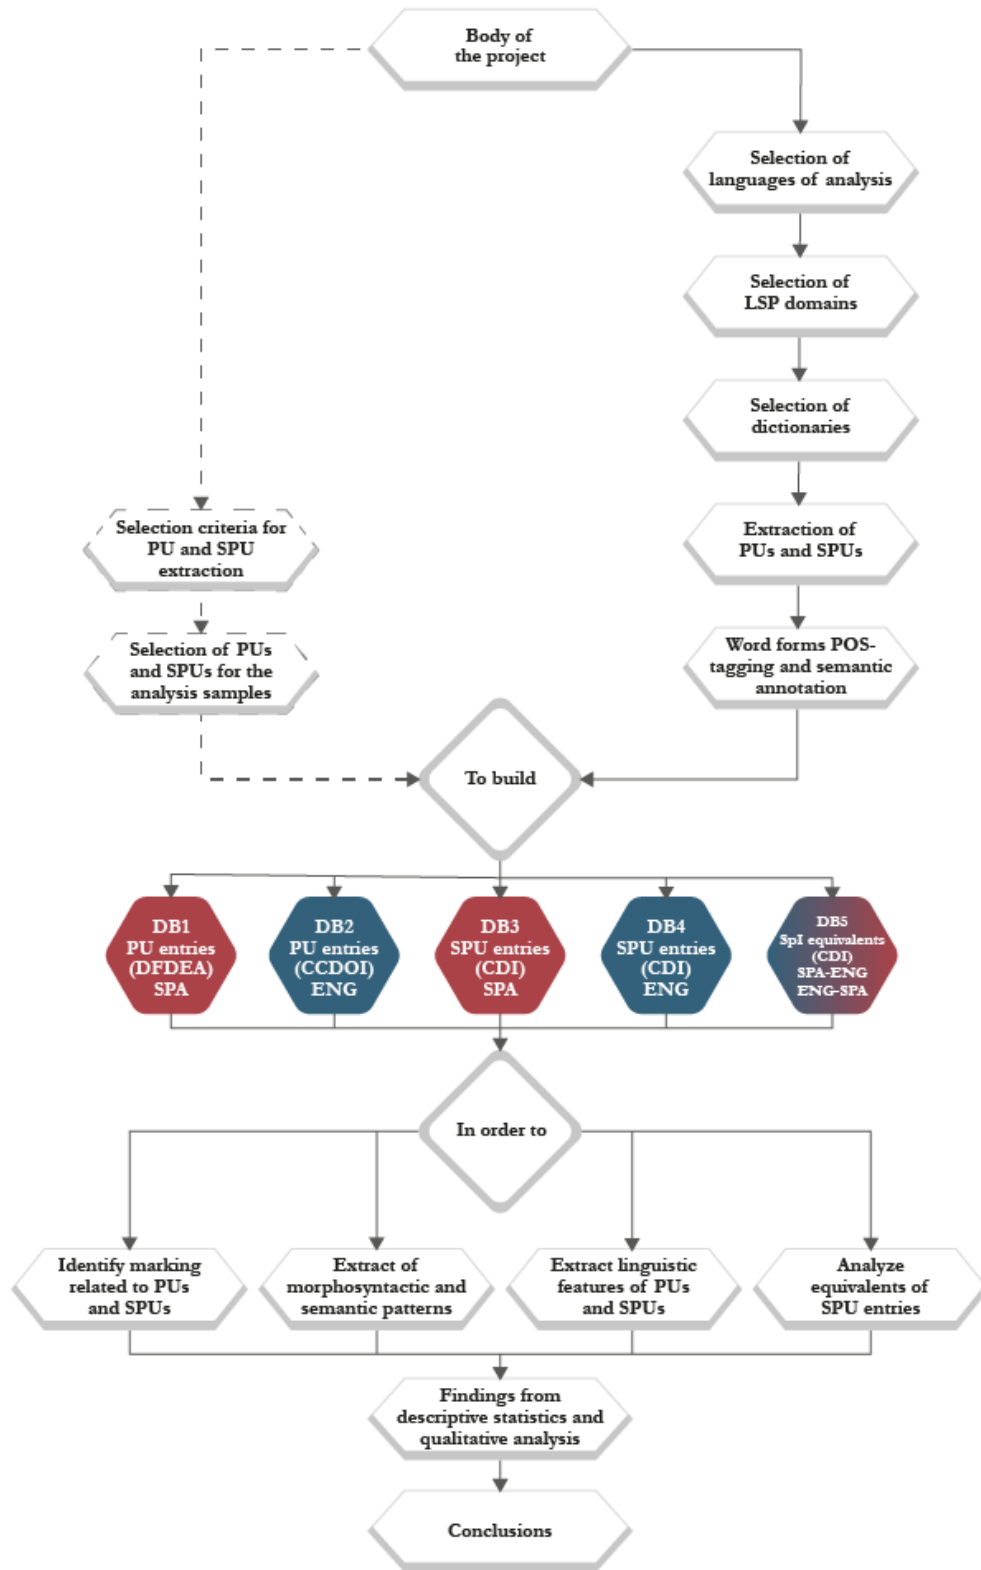 Body of
the project
Selection of
languages of analysis
Selection of
LSP domains
Selection of
dictionaries
Extraction of
PUs and SPUs
Word forms POS-
tagging and semantic
annotation
Selection criteria for
PU and SPU
extraction
Selection of PUs
and SPUs for the
analysis samples
To build
DB1
PU entries
(DFDEA)
SPA
DB2
PU entries
(CCDOI)
ENG
DB3
SPU entries
(CDI)
SPA
DB4
SPU entries
(CDI)
ENG
DB5
SpI equivalents
(CDI)
SPA-ENG
ENG-SPA
In order to
Identify marking
related to PUs
and SPUs
Extract of
morphosyntactic and
semantic patterns
Extract linguistic
features of PUs
and SPUs
Analyze
equivalents of
SPU entries
Findings from
descriptive statistics and
qualitative analysis
Conclusions